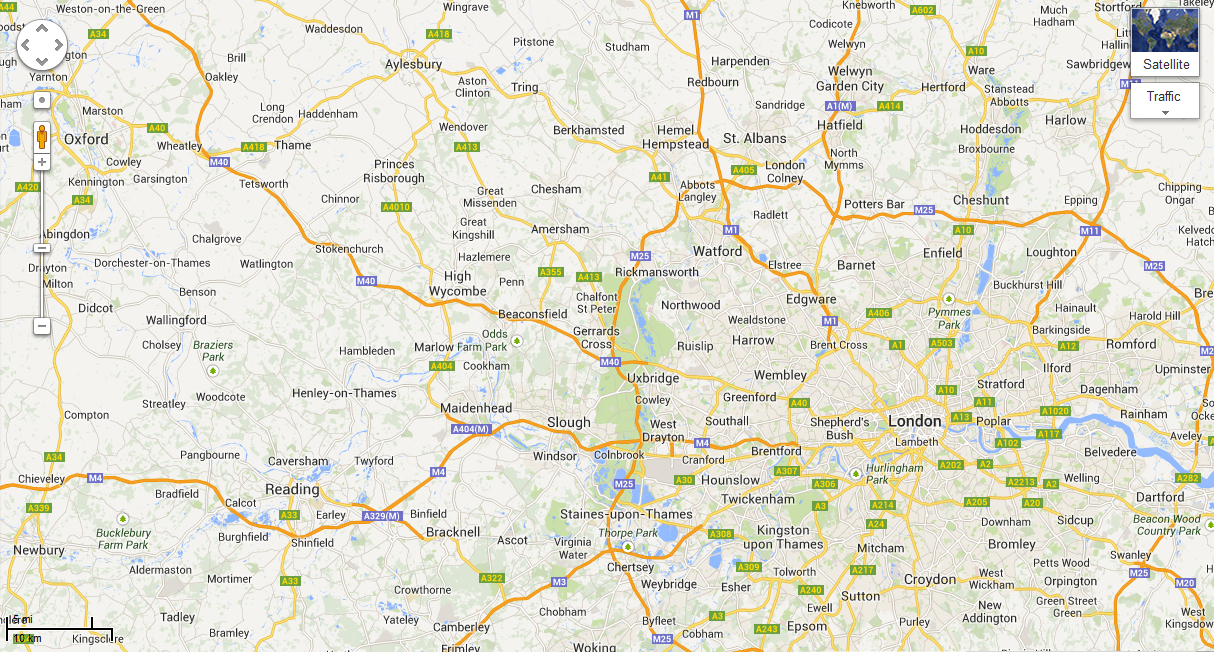 Weston-on-the-Green
Wingrave
M1
Knebworth
A602
Much
Hadham
A44
A34
Waddesdon
A418
Pitstone
Studham
Codicote
Welwyn
A10
Brill
Aylesbury
Harpenden
Ware
Satellite
Yarnton
Oakley
Aston
Clinton
Tring
Redbourn
Welwyn
Garden City
Hertford
Stanstead
Abbotts
Traffic
Marston
Long
Crendon
Haddenham
Sandridge
A1(M)
A414
A40
Wendover
Berkhamsted
Hemel
Hempstead
St. Albans
Hatfield
Hoddesdon
Harlow
Oxford
Wheatley
A418
Thame
A413
Broxbourne
Cowley
M40
Princes
Risborough
A41
A405
London
Colney
North
Mymms
Kennington
Garsington
Tetsworth
Great
Missenden
Chesham
Abbots
Langley
Chipping
Ongar
A420
A34
Chinnor
A4010
Radlett
Potters Bar
M25
Cheshunt
Epping
Abingdon
Chalgrove
Stokenchurch
Great
Kingshill
Amersham
M1
A10
M11
Drayton
Dorchester-on-Thames
Watlington
Hazlemere
M25
Watford
Elstree
Barnet
Enfield
Loughton
M25
Milton
M40
High
Wycombe
Penn
A355
A413
Rickmansworth
Buckhurst Hill
Didcot
Benson
Chalfont
St Peter
Northwood
Edgware
Hainault
Wallingford
Beaconsfield
Wealdstone
M1
A406
Pymmes
Park
Barkingside
Harold Hill
Cholsey
Braziers
Park
Hambleden
Marlow
Odds
Farm Park
Gerrards
Cross
Ruislip
Harrow
Brent Cross
A1
A503
A12
Romford
A404
Cookham
M40
Uxbridge
Wembley
Ilford
Upminster
Streatley
Woodcote
Henley-on-Thames
Cowley
Greenford
A40
A10
Stratford
Dagenham
Compton
Maidenhead
Slough
West
Drayton
Southall
Shepherd's
Bush
London
A11
A13
Poplar
A1020
Rainham
A404(M)
M4
Brentford
Lambeth
A102
A117
Aveley
A34
Pangbourne
Caversham
Twyford
Windsor
Colnbrook
Cranford
A307
Hurlingham
Park
A202
A2
Belvedere
Chieveley
M4
Bradfield
Reading
M4
M25
A30
Hounslow
A306
A2213
A2
Welling
A282
A339
Calcot
A33
Earley
A329(M)
Binfield
Staines-upon-Thames
Twickenham
A3
A214
A205
A20
Dartford
Bucklebury
Farm Park
Burghfield
Shinfield
Bracknell
Thorpe Park
A308
Kingston
upon Thames
A24
Downham
Sidcup
Beacon Wood
Country Park
Newbury
Ascot
Virginia
Water
Mitcham
Bromley
Swanley
Aldermaston
Chertsey
A309
Tolworth
A217
Petts Wood
M25
Mortimer
A33
A322
M3
Weybridge
Esher
A240
Croydon
West
Wickham
Orpington
M20
Crowthorne
Sutton
New
Addington
Green Street
Green
West
Kingsdown
5 mi
Tadley
Yateley
Chobham
Byfleet
A3
Ewell
Purley
10 km
Kingsclere
Bramley
Camberley
M25
Cobham
A243
Epsom
Frimley
Woking